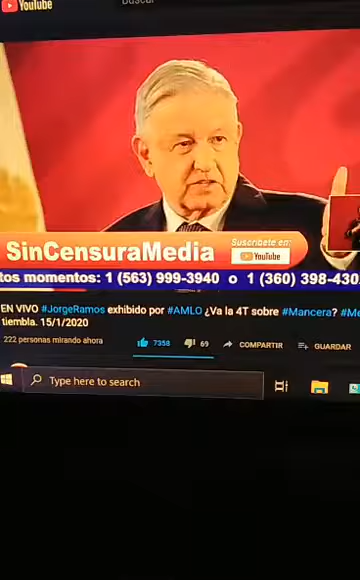 YouTube
Buscar
SinCensuraMedia
Suscríbete en:
YouTube
tos momentos: 1 (563) 999-3940 o 1 (360) 398-430
EN VIVO #JorgeRamos exhibido por #AMLO ¿Va la 4T sobre #Mancera? #Me
tiembla. 15/1/2020
222 personas mirando ahora
7358
69
COMPARTIR
GUARDAR
Type here to search